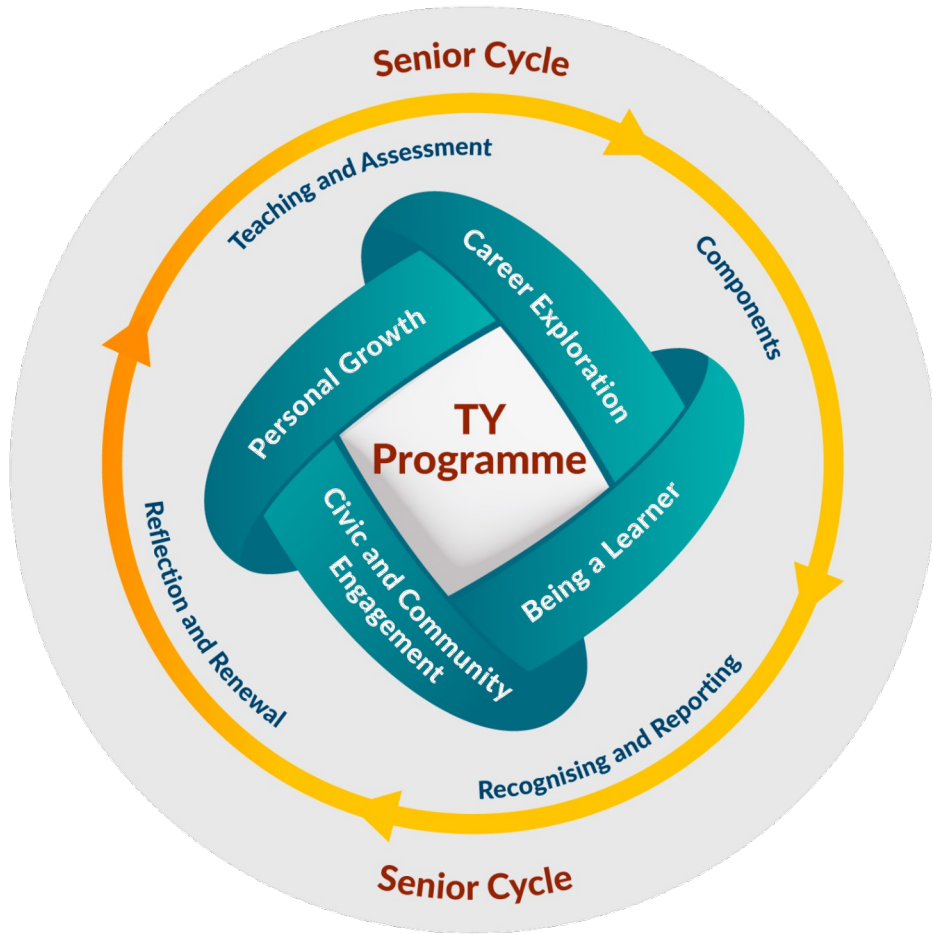 Senior Cycle
Teaching and Assessment
Components
Career Exploration
Personal Growth
TY
Programme
Being a Learner
Civic and Community
Engagement
Reflection and Renewal
Recognising and Reporting
Senior Cycle